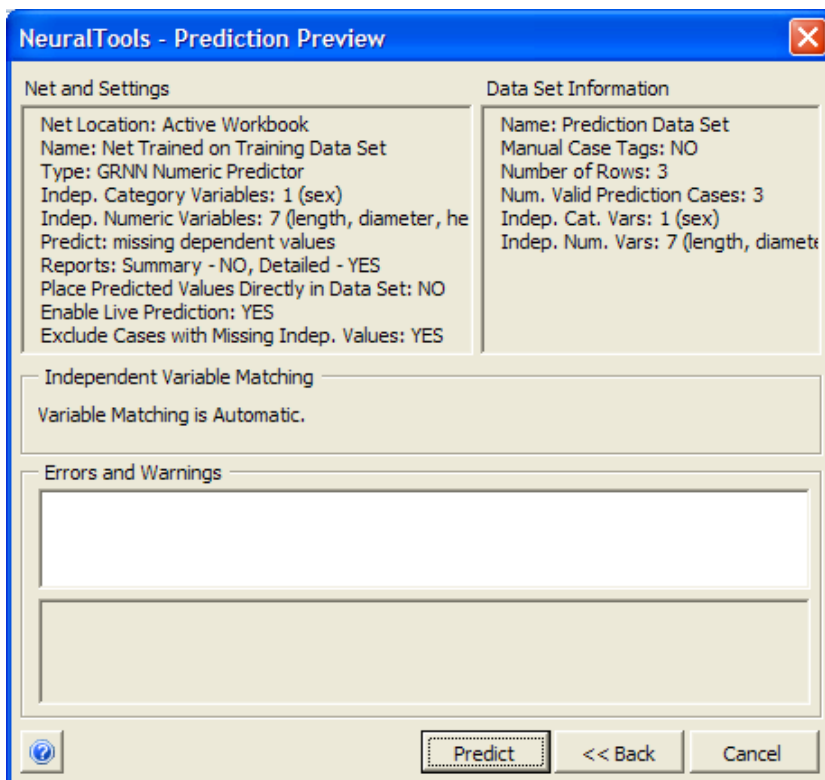 NeuralTools - Prediction Preview
Net and Settings
Net Location: Active Workbook
Name: Net Trained on Training Data Set
Type: GRNN Numeric Predictor
Indep. Category Variables: 1 (sex)
Indep. Numeric Variables: 7 (length, diameter, he
Predict: missing dependent values
Reports: Summary - NO, Detailed - YES
Place Predicted Values Directly in Data Set: NO
Enable Live Prediction: YES
Exclude Cases with Missing Indep. Values: YES
Data Set Information
Name: Prediction Data Set
Manual Case Tags: NO
Number of Rows: 3
Num. Valid Prediction Cases: 3
Indep. Cat. Vars: 1 (sex)
Indep. Num. Vars: 7 (length, diamete
Independent Variable Matching
Variable Matching is Automatic.
Errors and Warnings
Predict
<< Back
Cancel